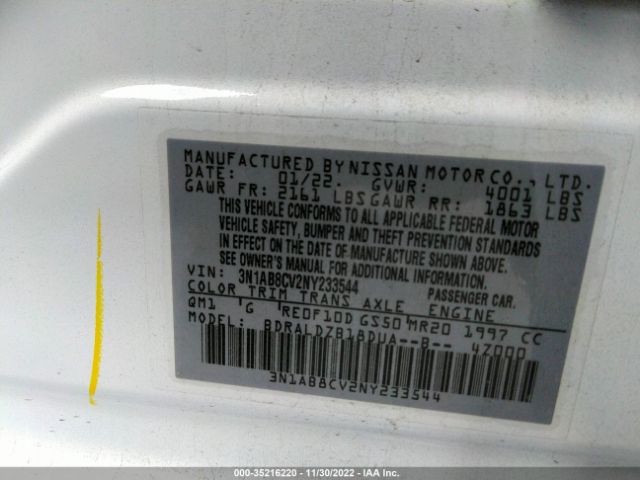 MANUFACTURED BY NISSAN MOTOR CO., LTD.
DATE: 01/22. GVWR: 4001 LBS
GAWR FR: 2161 LBS GAWR RR: 1863 LBS
THIS VEHICLE CONFORMS TO ALL APPLICABLE FEDERAL MOTOR
VEHICLE SAFETY, BUMPER AND THEFT PREVENTION STANDARDS
IN EFFECT ON THE DATE OF MANUFACTURE SHOWN ABOVE.
SEE OWNER'S MANUAL FOR ADDITIONAL INFORMATION.
VIN: 3N1AB8CV2NY233544 PASSENGER CAR.
COLOR TRIM TRANS AXLE ENGINE
QM1 G RE0F10D GS50 MR20 1997 CC
MODEL: BDRALDZB18DUA--B-- 4Z000
3N1AB8CV2NY233544
000-35216220 - 11/30/2022 - IAA Inc.